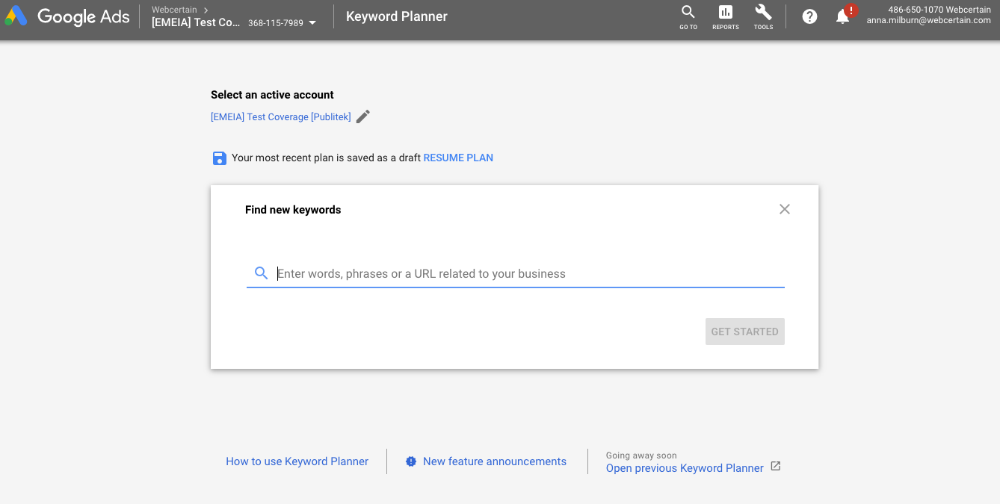 Google Ads
Webcertain >
[EMEIA] Test Co... 368-115-7989
Keyword Planner
GO TO
REPORTS
TOOLS
?
!
486-650-1070 Webcertain
anna.milburn@webcertain.com
Select an active account
[EMEIA] Test Coverage [Publitek]
Your most recent plan is saved as a draft RESUME PLAN
Find new keywords
Enter words, phrases or a URL related to your business
GET STARTED
How to use Keyword Planner
New feature announcements
Going away soon
Open previous Keyword Planner